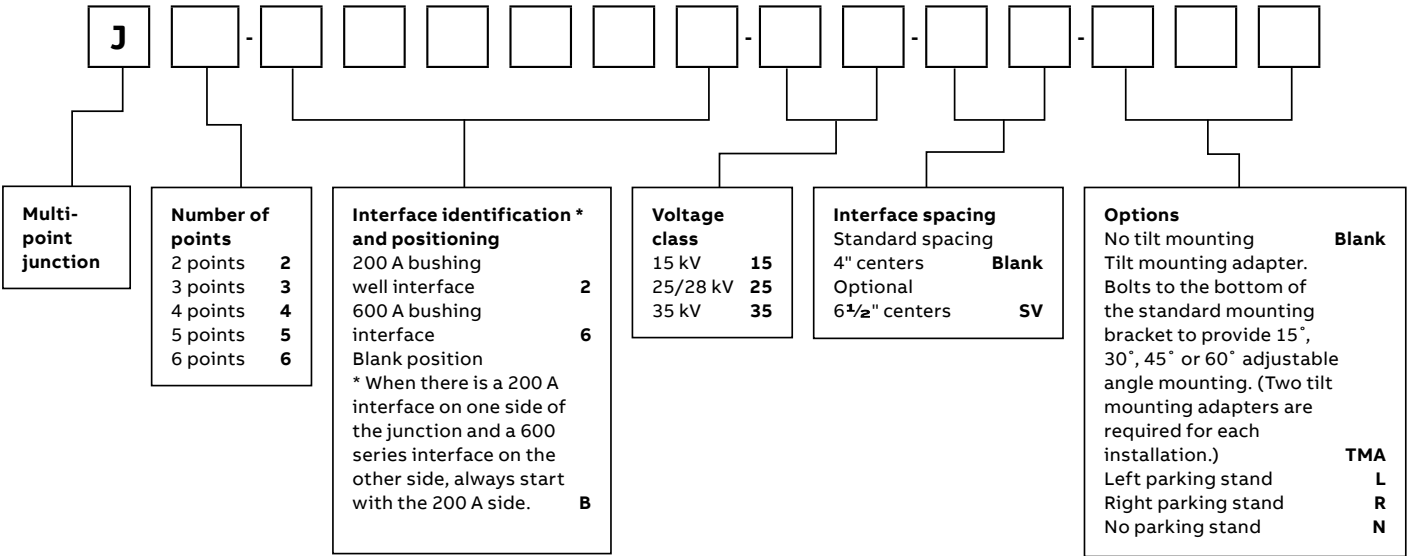 J - - - -
Multi-
point
junction
Number of
points
2 points 2
3 points 3
4 points 4
5 points 5
6 points 6
Interface identification *
and positioning
200 A bushing
well interface 2
600 A bushing
interface 6
Blank position
* When there is a 200 A
interface on one side of
the junction and a 600
series interface on the
other side, always start
with the 200 A side. B
Voltage
class
15 kV 15
25/28 kV 25
35 kV 35
Interface spacing
Standard spacing
4" centers Blank
Optional
6½" centers SV
Options
No tilt mounting Blank
Tilt mounting adapter.
Bolts to the bottom of
the standard mounting
bracket to provide 15˚,
30˚, 45˚ or 60˚ adjustable
angle mounting. (Two tilt
mounting adapters are
required for each
installation.) TMA
Left parking stand L
Right parking stand R
No parking stand N